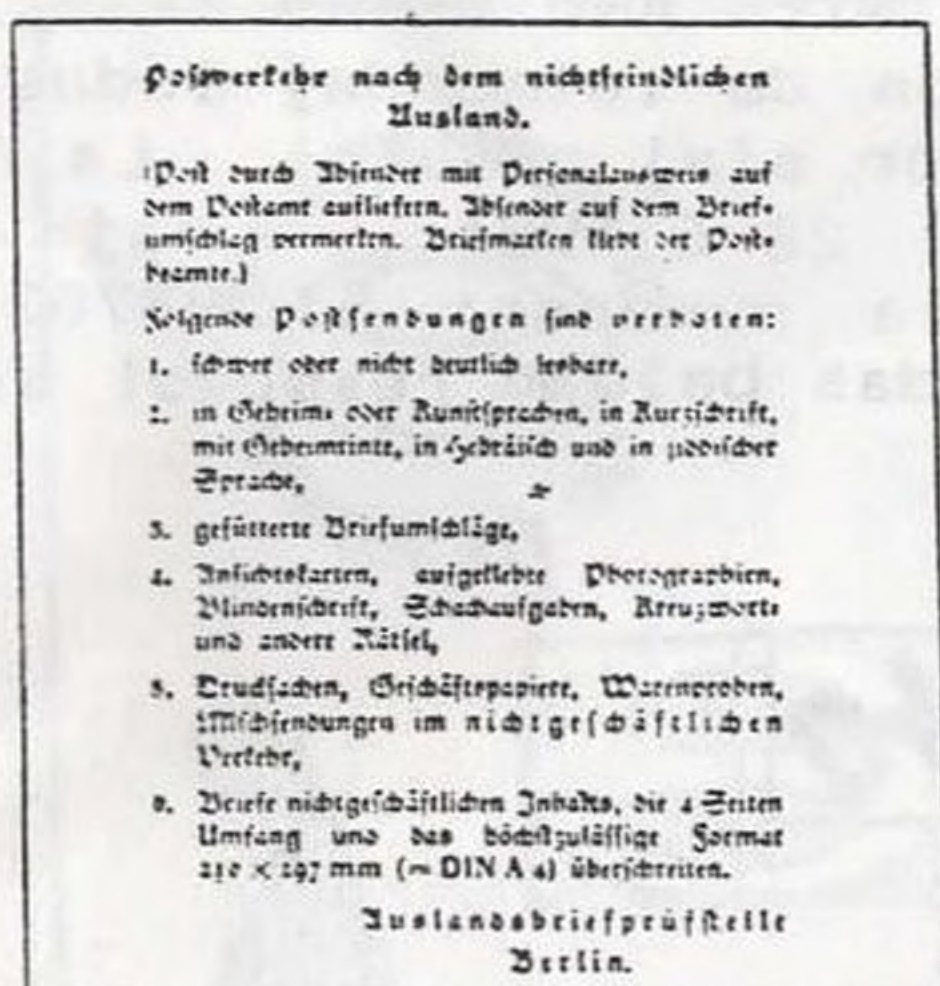 Postverkehr nach dem nichtfeindlichen
Ausland.
(Post durch Absender mit Personalausweis auf
dem Postamt aufliefern. Absender auf dem Brief-
umschlag vermerken. Briefmarken klebt der Post-
beamte.)
Folgende Postsendungen sind verboten:
1. schwer oder nicht deutlich lesbare,
2. in Geheim- oder Kunstsprachen, in Kurzschrift,
mit Geheimtinte, in Hebräisch und in jüdischer
Sprache,
3. gefütterte Briefumschläge,
4. Ansichtskarten, aufgeklebte Photographien,
Blindenschrift, Schachaufgaben, Kreuzwort-
und andere Rätsel,
5. Drucksachen, Geschäftspapiere, Warenproben,
Mischsendungen im nichtgeschäftlichen
Verkehr,
6. Briefe nichtgeschäftlichen Inhalts, die 4 Seiten
Umfang und das höchstzulässige Format
210 × 297 mm (= DIN A 4) überschreiten.
Auslandsbriefprüfstelle
Berlin.